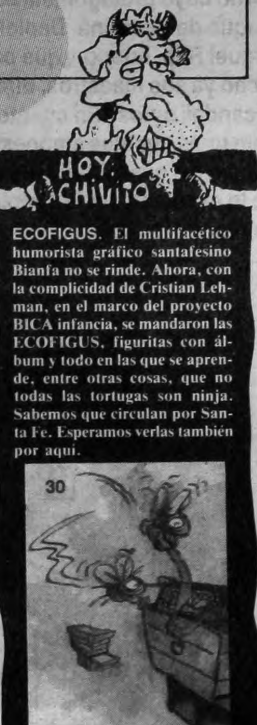 HOY:
CHIVITO
ECOFIGUS. El multifacético
humorista gráfico santafesino
Bianfa no se rinde. Ahora, con
la complicidad de Cristian Leh-
man, en el marco del proyecto
BICA infancia, se mandaron las
ECOFIGUS, figuritas con ál-
bum y todo en las que se apren-
de, entre otras cosas, que no
todas las tortugas son ninja.
Sabemos que circulan por San-
ta Fe. Esperamos verlas también
por aquí.
30